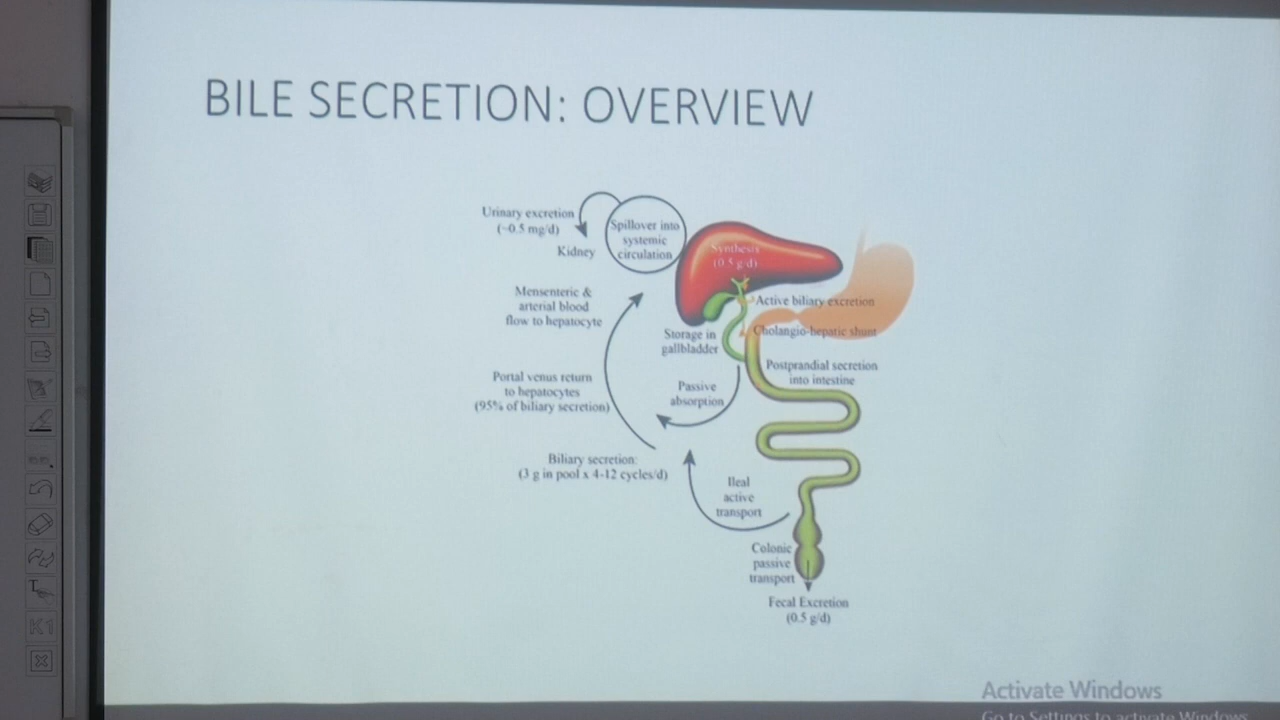 BILE SECRETION: OVERVIEW
Urinary excretion
(~0.5 mg/d)
Kidney
Spillover into
systemic
circulation
Synthesis
(0.5 g/d)
Mensenteric &
arterial blood
flow to hepatocyte
Active biliary excretion
Cholangio-hepatic shunt
Storage in
gallbladder
Postprandial secretion
into intestine
Portal venus return
to hepatocytes
(95% of biliary secretion)
Passive
absorption
Biliary secretion:
(3 g in pool x 4-12 cycles/d)
Ileal
active
transport
Colonic
passive
transport
Fecal Excretion
(0.5 g/d)
K1
Activate Windows
Go to Settings to activate Windows.